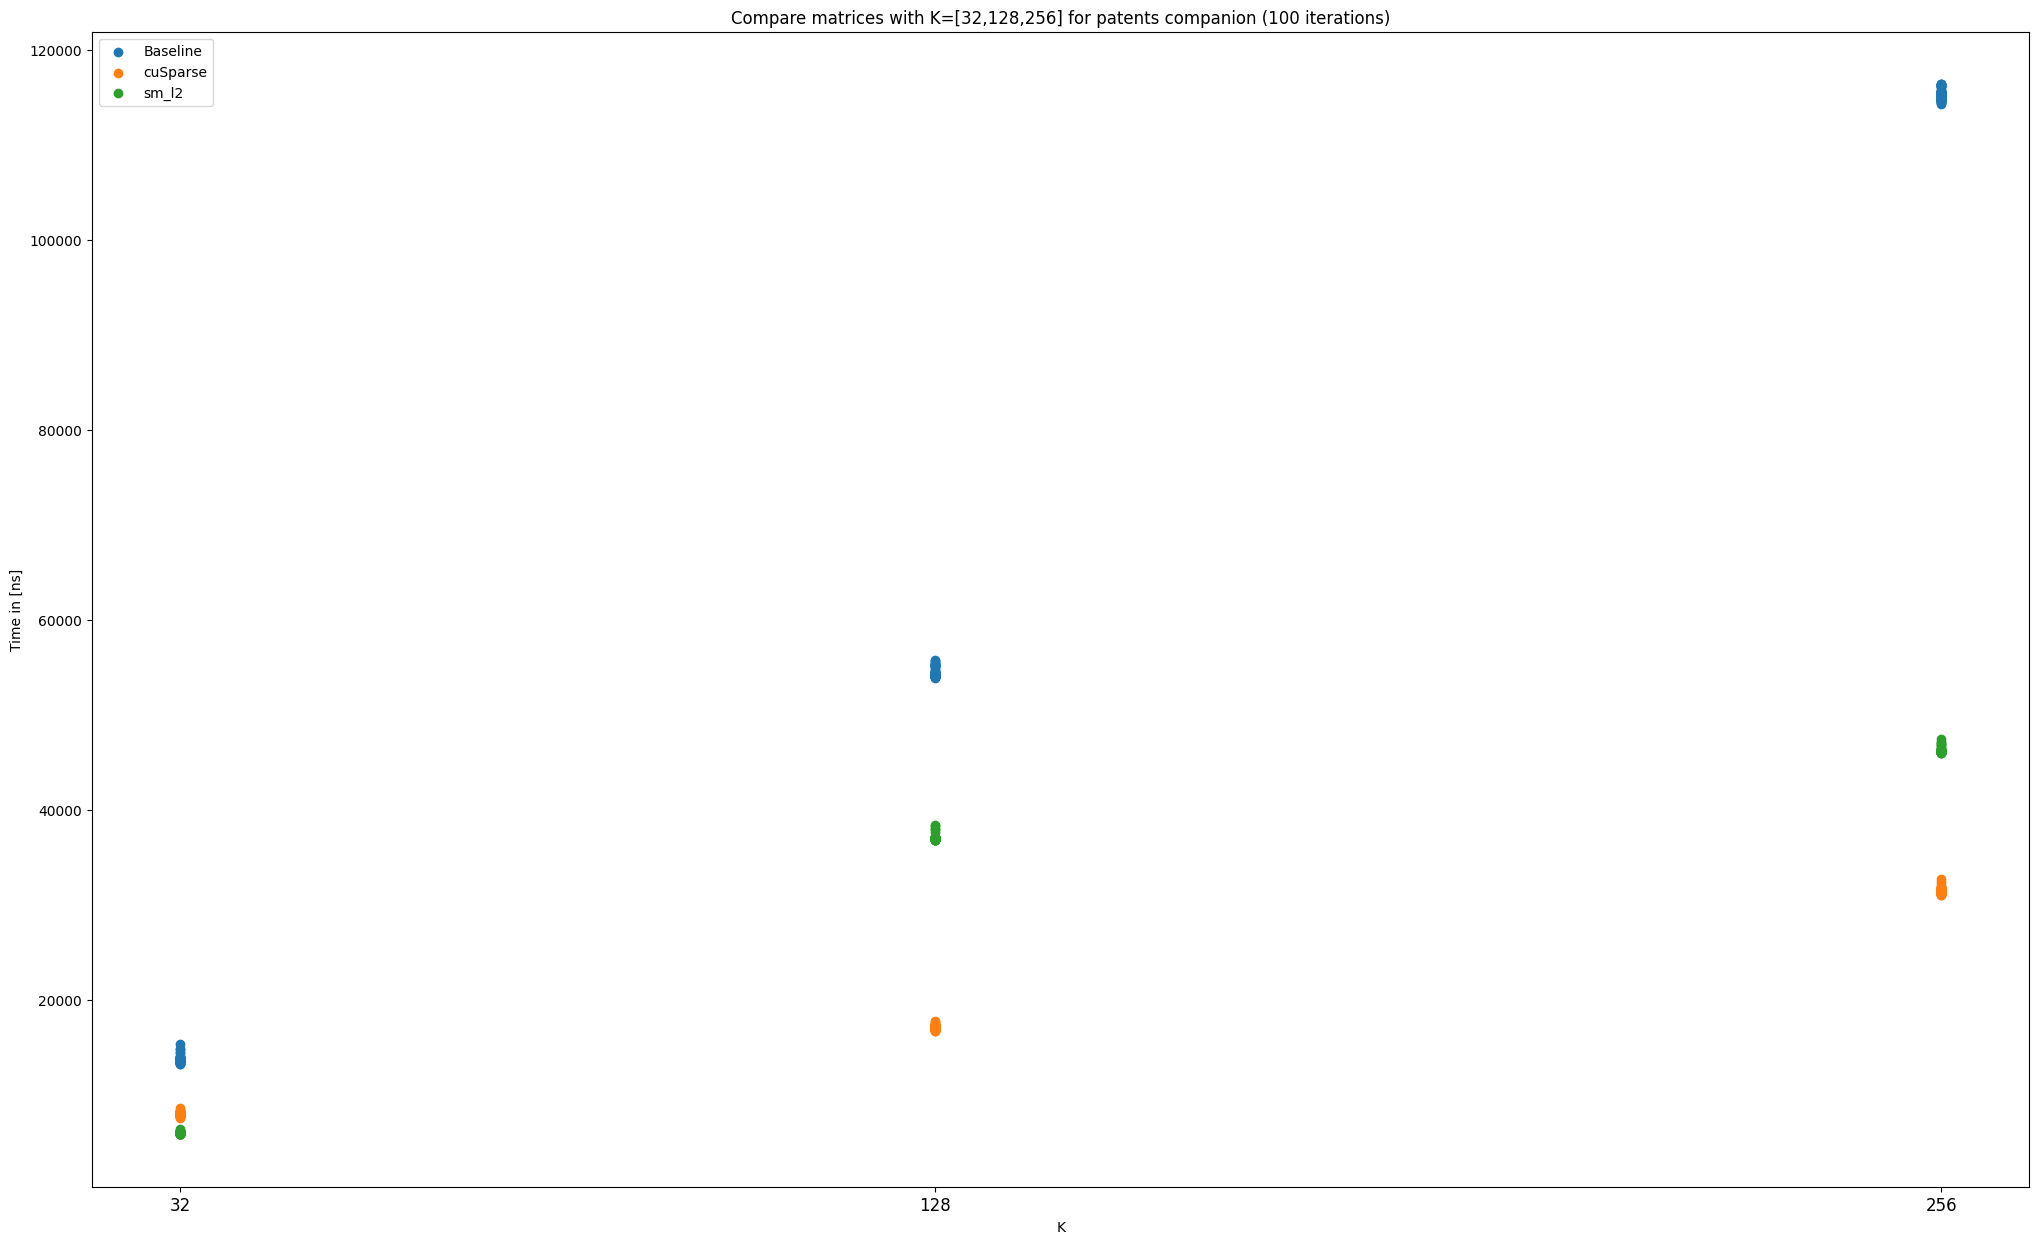 Compare matrices with K=[32,128,256] for patents companion (100 iterations)
Baseline
cuSparse
sm_l2
120000
100000
80000
60000
40000
20000
Time in [ns]
32
128
256
K